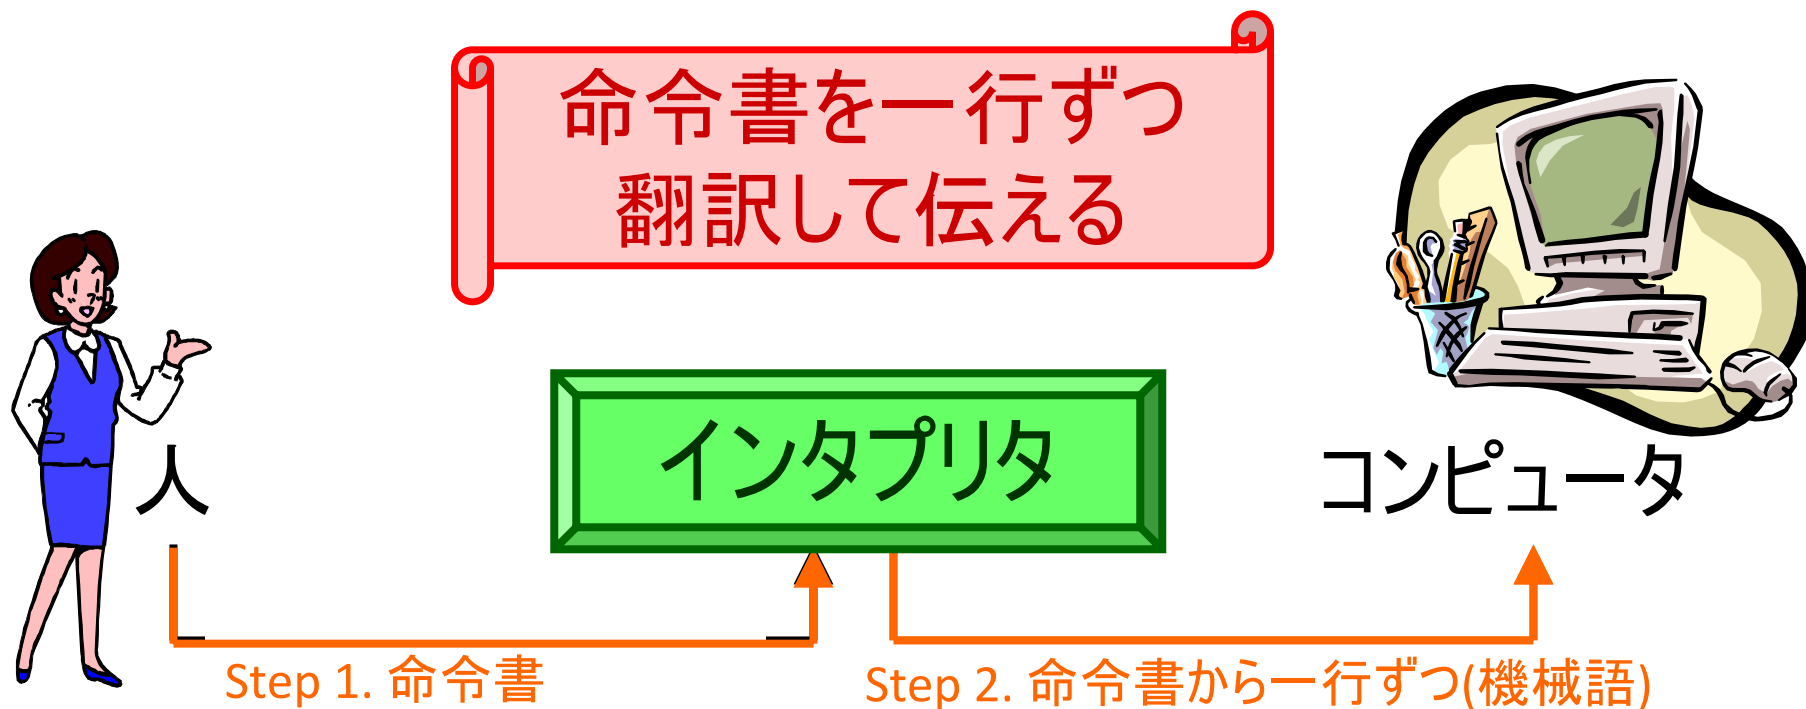 命令書を一行ずつ
翻訳して伝える
インタプリタ
人
コンピュータ
Step 1. 命令書
Step 2. 命令書から一行ずつ(機械語)